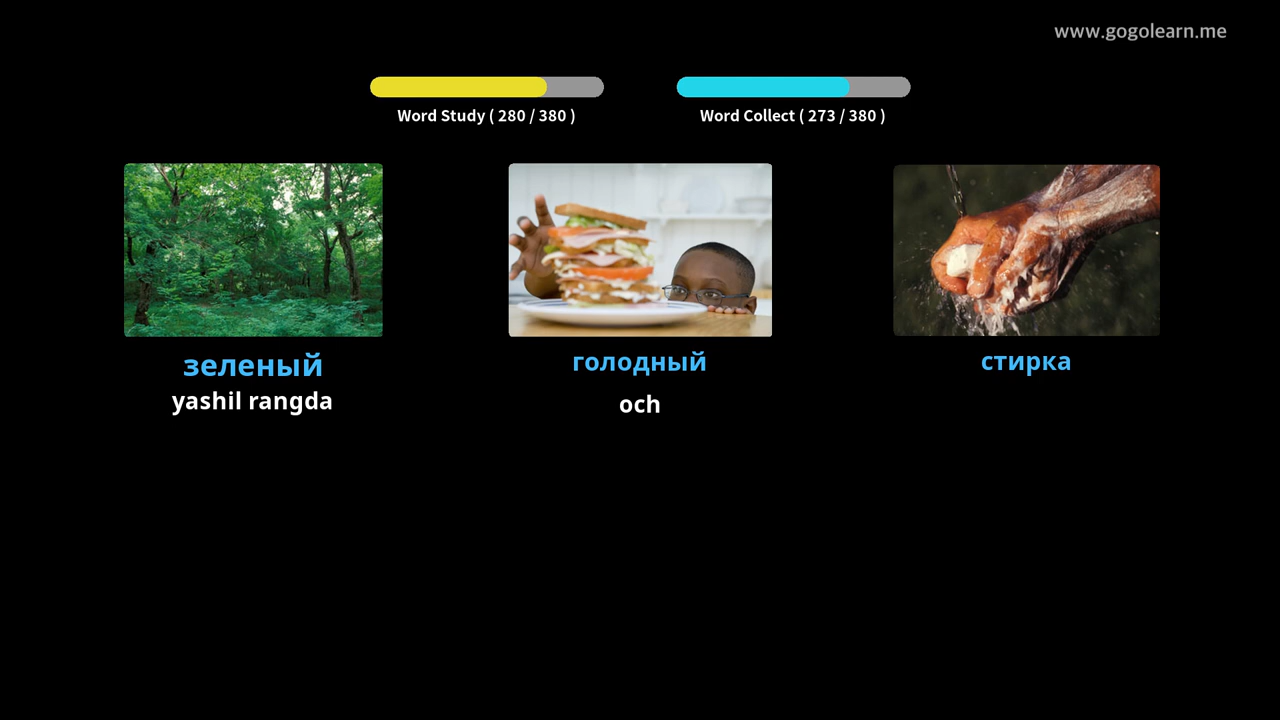 www.gogolearn.me
Word Study ( 280 / 380 )
Word Collect ( 273 / 380 )
зеленый
yashil rangda
голодный
och
стирка